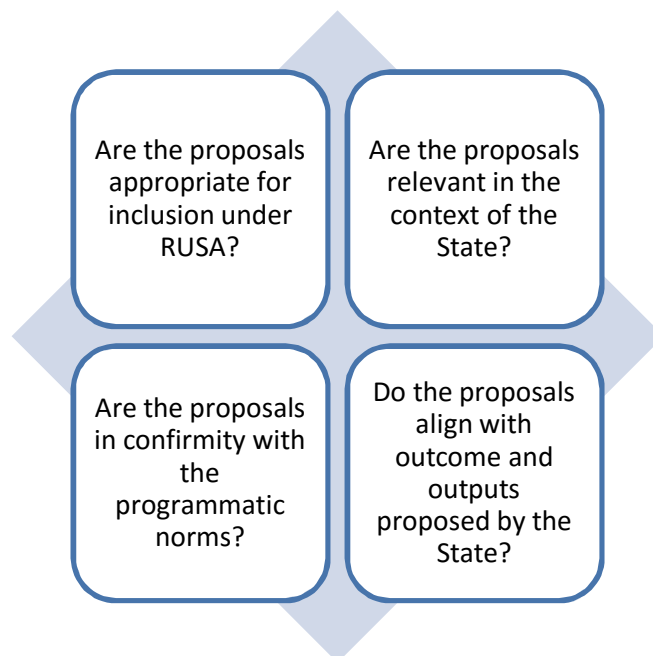 Are the proposals
appropriate for
inclusion under
RUSA?
Are the proposals
relevant in the
context of the
State?
Are the proposals
in confirmity with
the
programmatic
norms?
Do the proposals
align with
outcome and
outputs
proposed by the
State?